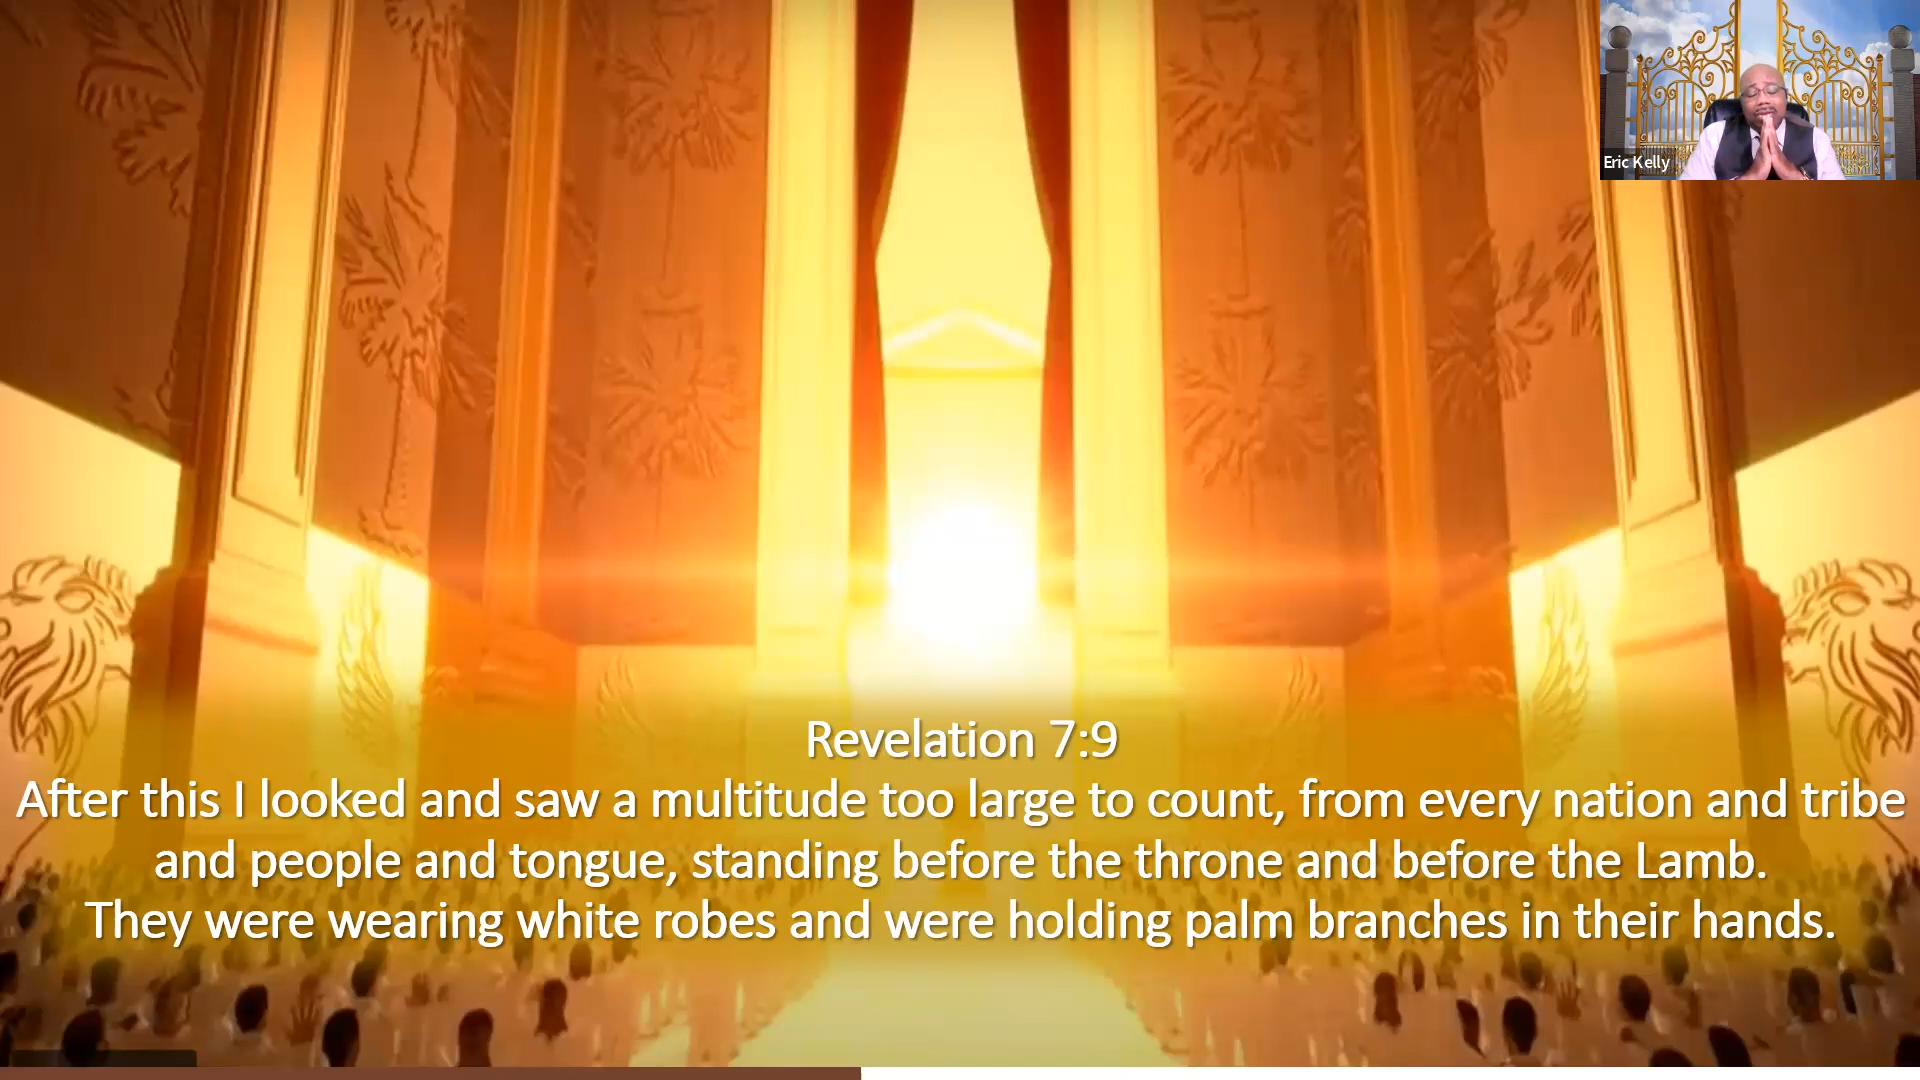 Eric Kelly
Revelation 7:9
After this I looked and saw a multitude too large to count, from every nation and tribe
and people and tongue, standing before the throne and before the Lamb.
They were wearing white robes and were holding palm branches in their hands.